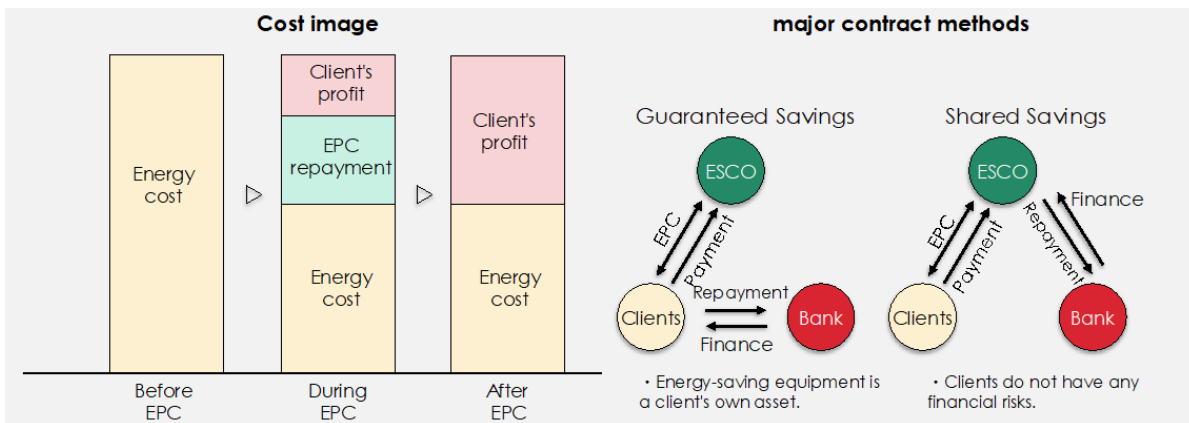 Cost image
Energy
cost
Client's
profit
EPC
repayment
Energy
cost
Client's
profit
Energy
cost
Before
EPC
During
EPC
After
EPC
major contract methods
Guaranteed Savings
ESCO
EPC
Payment
Clients
Repayment
Finance
Bank
・Energy-saving equipment is
a client's own asset.
Shared Savings
ESCO
EPC
Payment
Repayment
Finance
Clients
Bank
・Clients do not have any
financial risks.